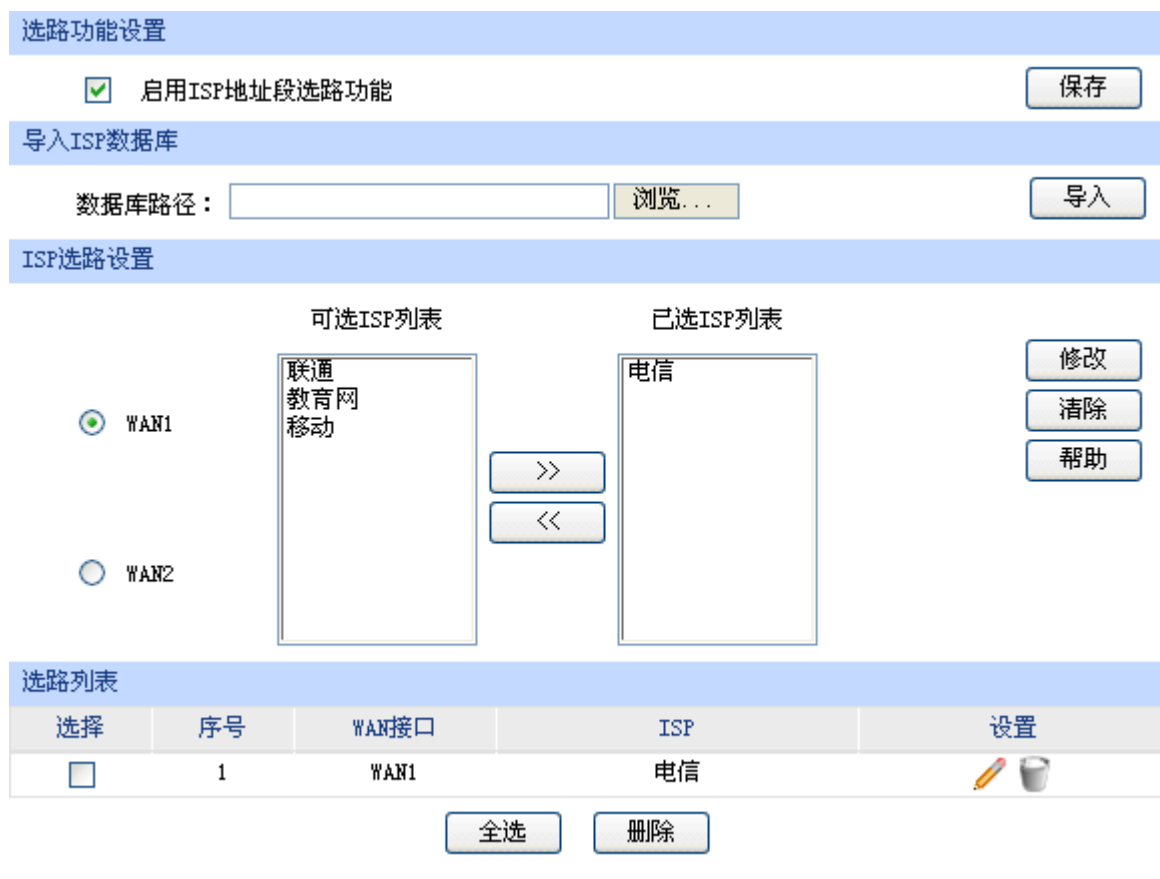 选路功能设置
启用ISP地址段选路功能
保存
导入ISP数据库
数据库路径：
浏览...
导入
ISP选路设置
可选ISP列表
已选ISP列表
联通
教育网
移动
电信
WAN1
WAN2
>>
<<
修改
清除
帮助
选路列表
选择 序号 WAN接口 ISP 设置
1 WAN1 电信
全选 删除